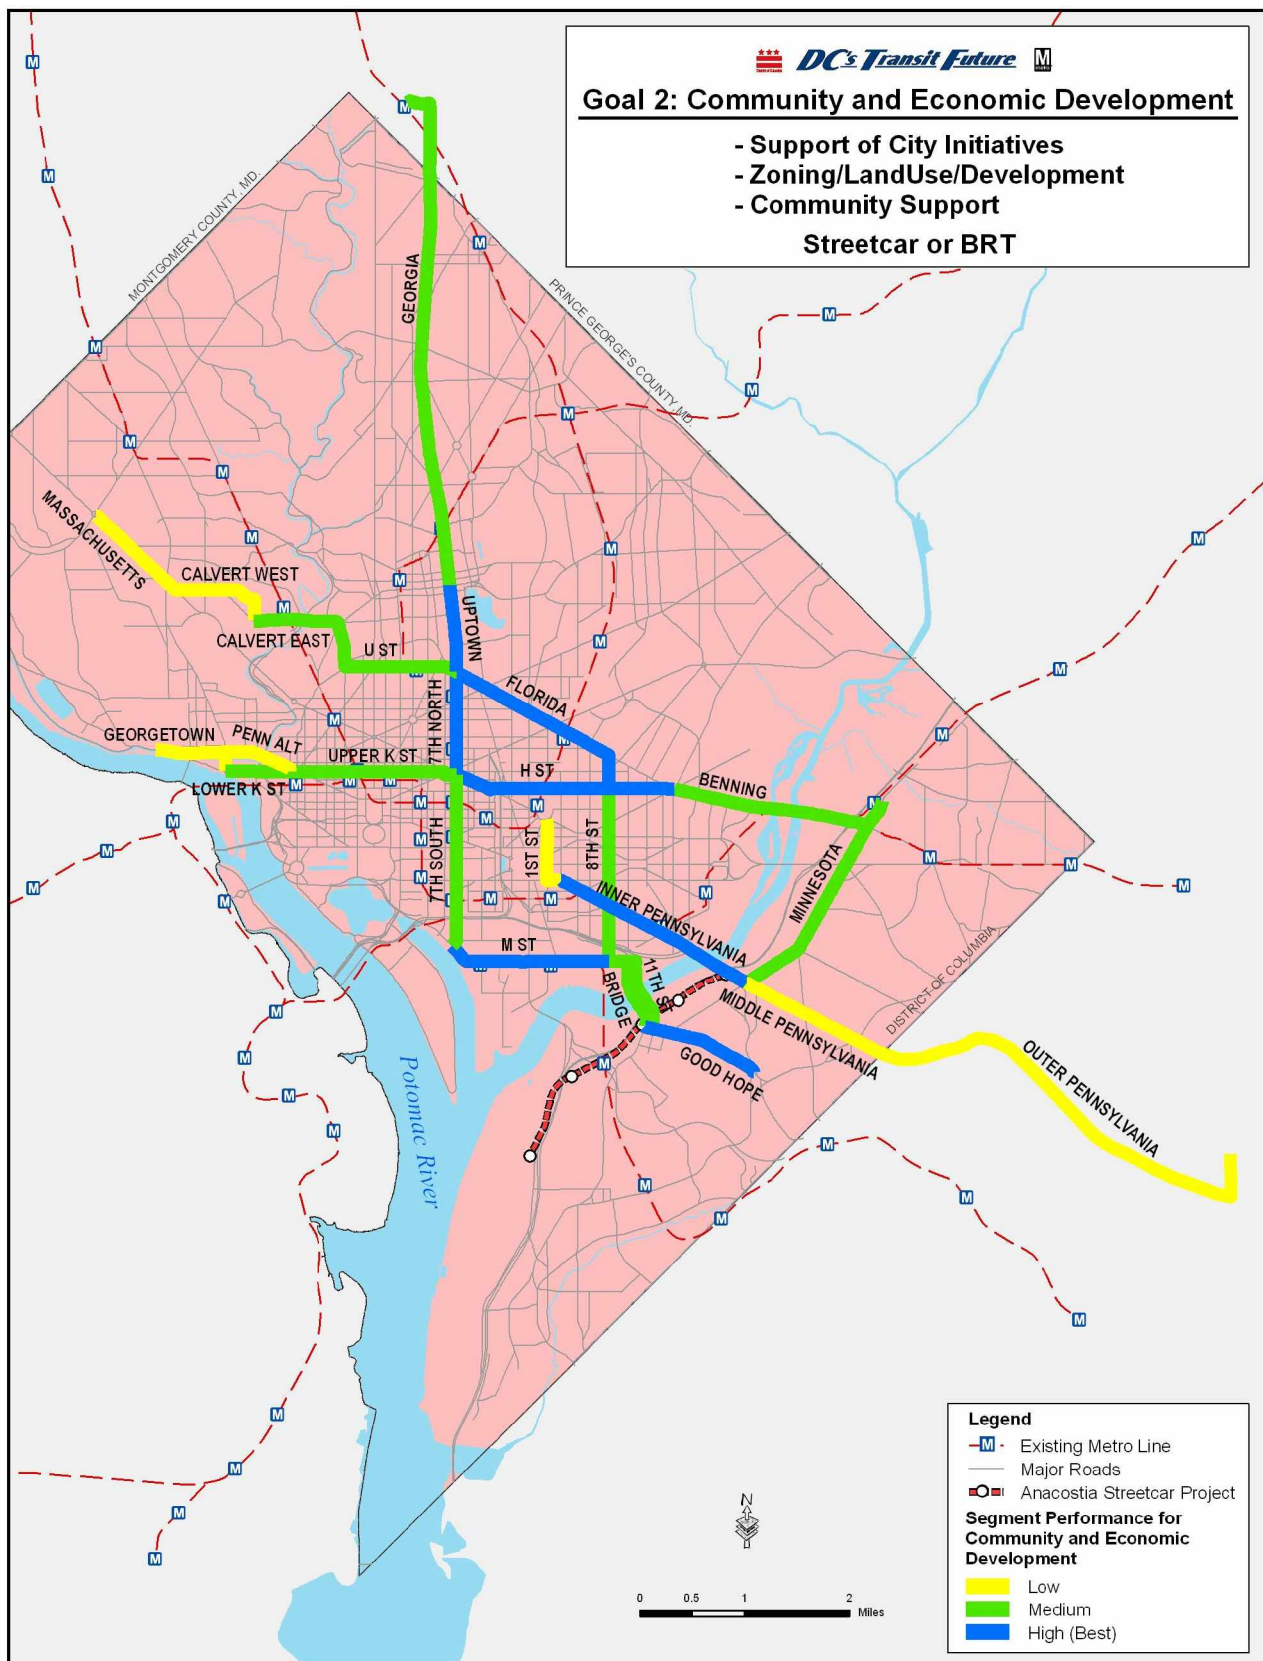 DC's Transit Future
Goal 2: Community and Economic Development
- Support of City Initiatives
- Zoning/LandUse/Development
- Community Support
Streetcar or BRT
MONTGOMERY COUNTY, MD.
PRINCE GEORGE'S COUNTY, MD.
GEORGIA
MASSACHUSETTS
CALVERT WEST
CALVERT EAST
U ST
UPTOWN
FLORIDA
7TH NORTH
GEORGETOWN
PENN ALT
UPPER K ST
LOWER K ST
H ST
BENNING
7TH SOUTH
1ST ST
8TH ST
INNER PENNSYLVANIA
MINNESOTA
M ST
11TH ST
BRIDGE
MIDDLE PENNSYLVANIA
DISTRICT OF COLUMBIA
GOOD HOPE
OUTER PENNSYLVANIA
Potomac River
Legend
M Existing Metro Line
Major Roads
Anacostia Streetcar Project
Segment Performance for
Community and Economic
Development
Low
Medium
High (Best)
N
0 0.5 1 2
Miles